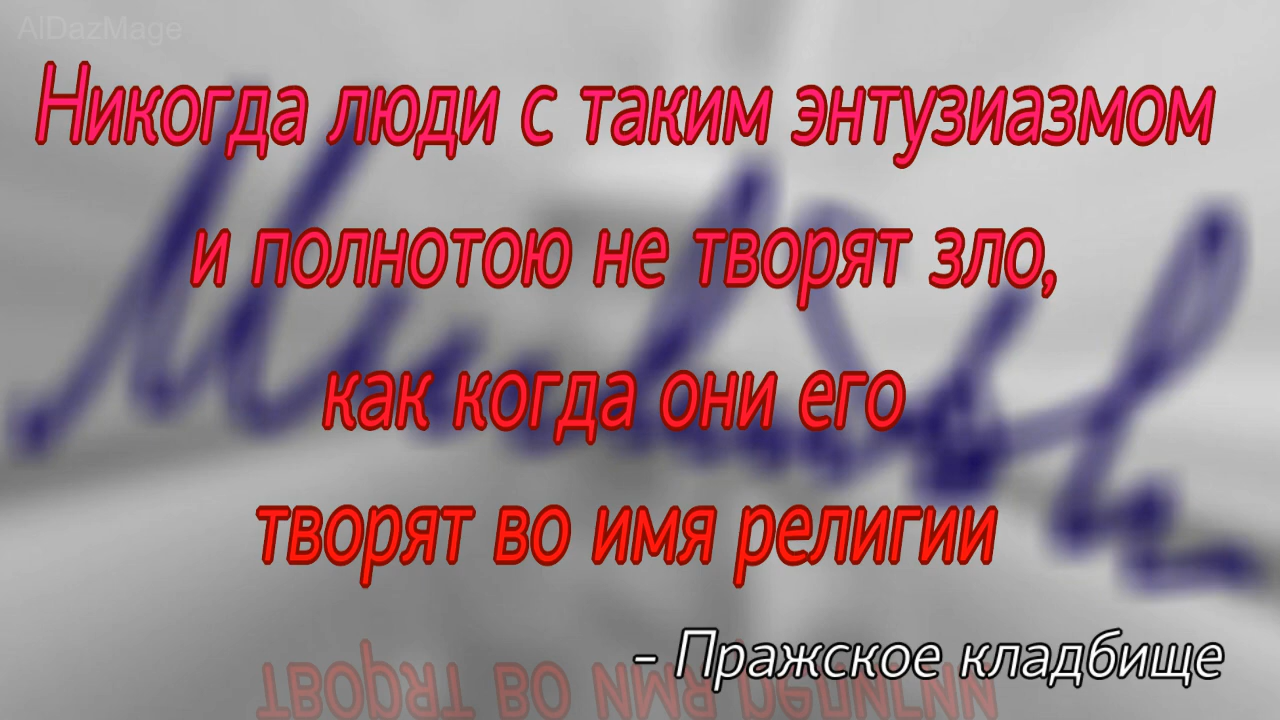 AlDazMage
Никогда люди с таким энтузиазмом
и полнотою не творят зло,
как когда они его
творят во имя религии
- Пражское кладбище